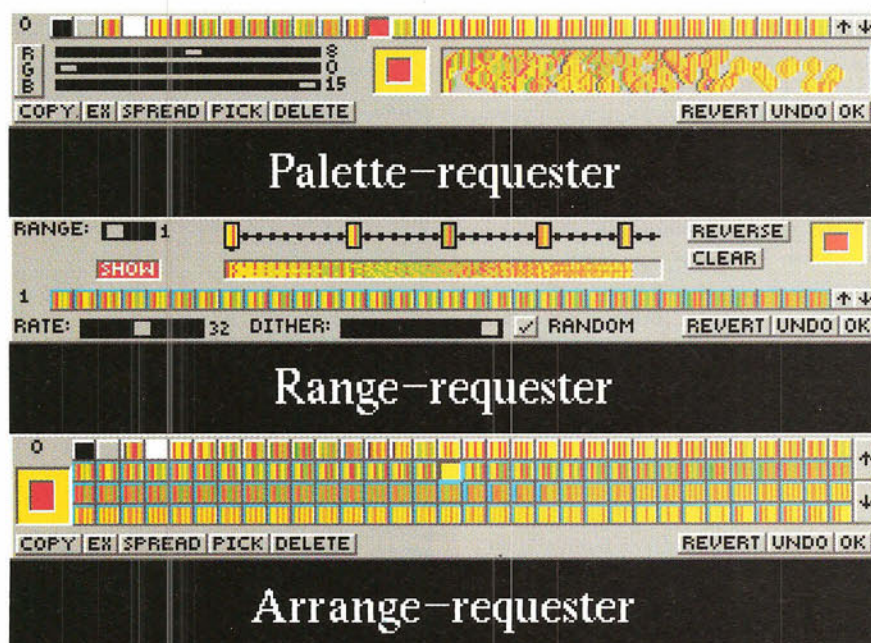 0
R 8
G 0
B 15
COPY EX SPREAD PICK DELETE REVERT UNDO OK
Palette-requester
RANGE: 1 REVERSE
CLEAR
SHOW
1
RATE: 32 DITHER: RANDOM REVERT UNDO OK
Range-requester
0
COPY EX SPREAD PICK DELETE REVERT UNDO OK
Arrange-requester